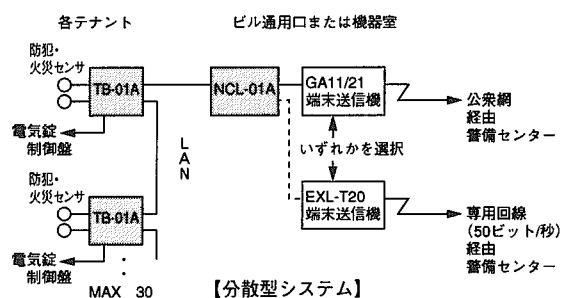 各テナント
ビル通用口または機器室
防犯・
火災センサ
TB-01A
NCL-01A
GA11/21
端末送信機
公衆網
経由
警備センター
電気錠
制御盤
LAN
いずれかを選択
防犯・
火災センサ
TB-01A
EXL-T20
端末送信機
専用回線
(50ビット/秒)
経由
警備センター
電気錠
制御盤
MAX 30
【分散型システム】